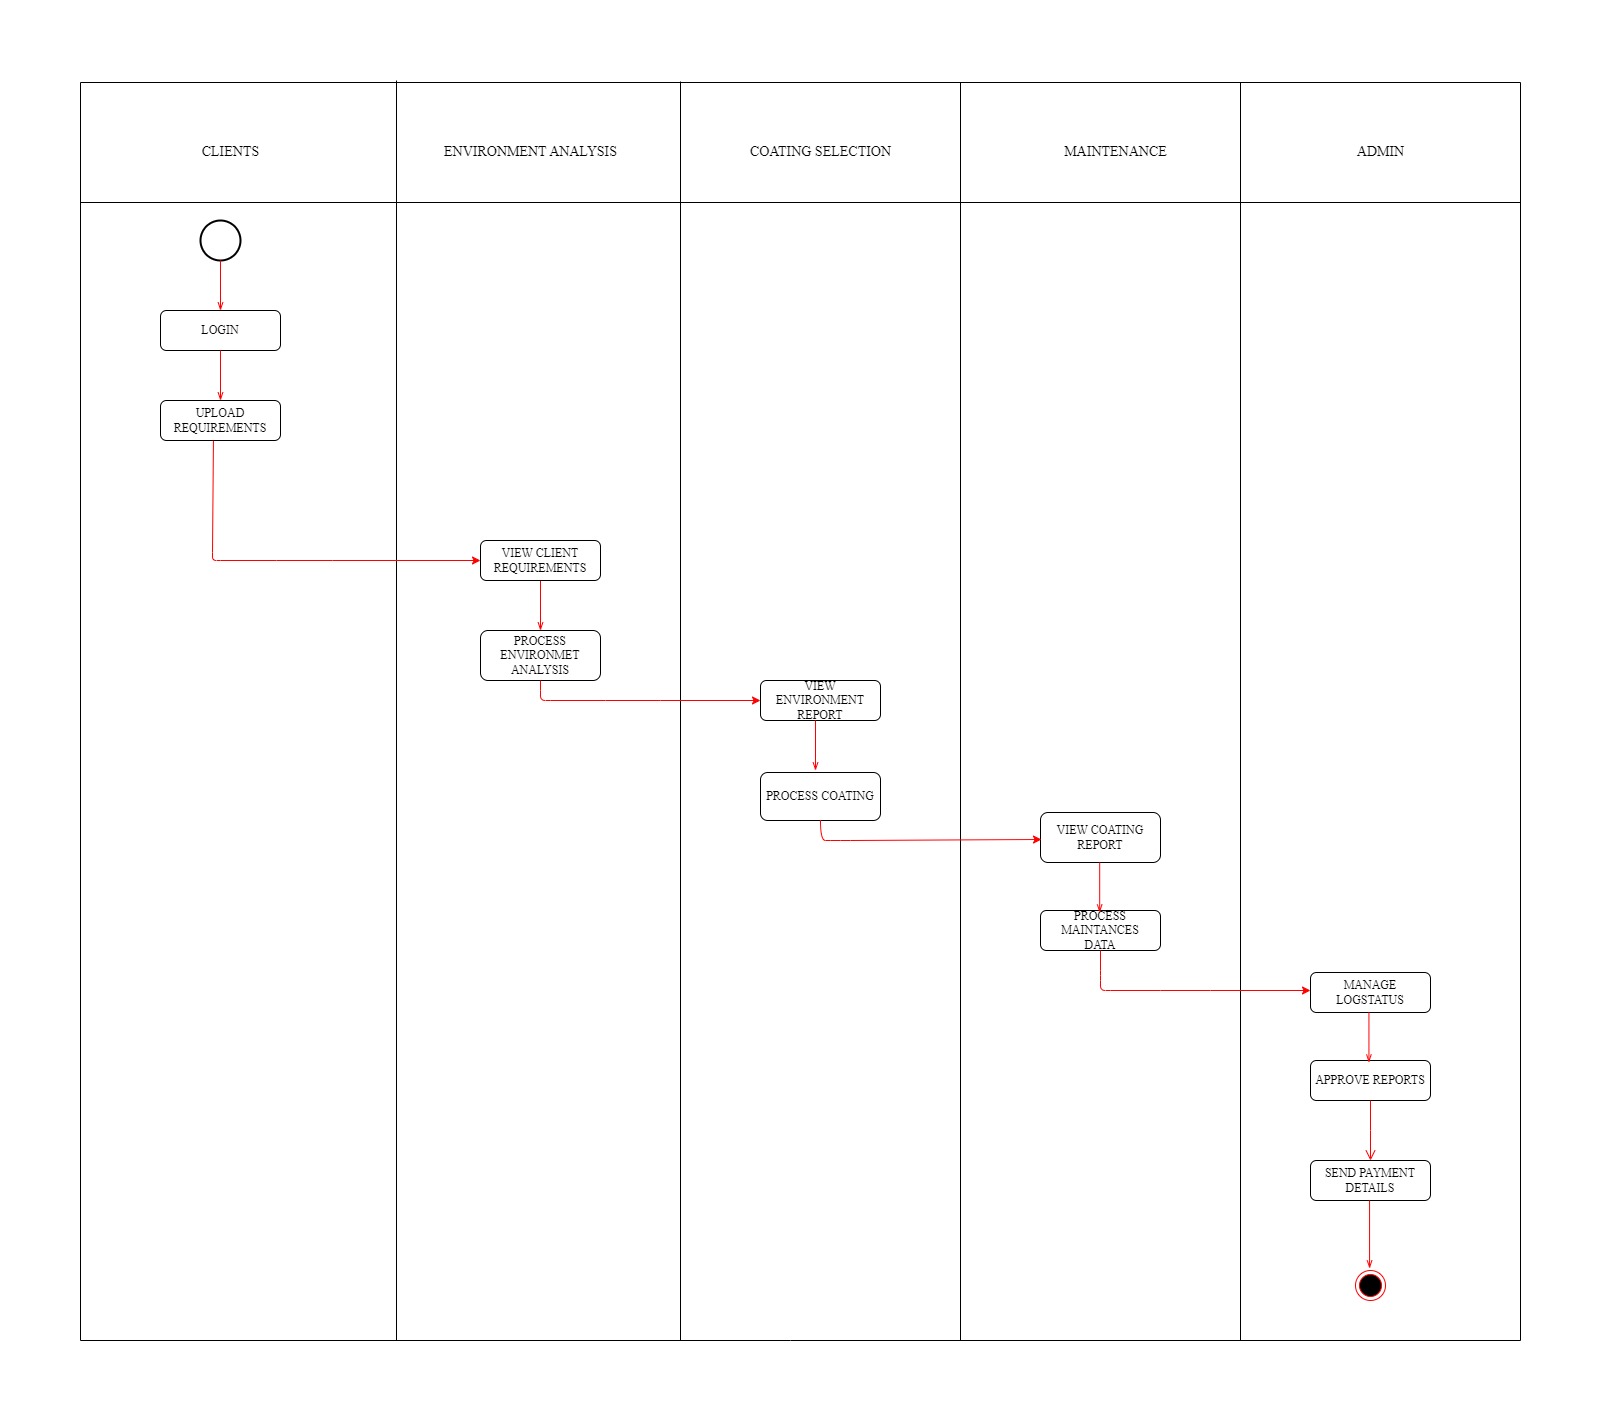 CLIENTS
ENVIRONMENT ANALYSIS
COATING SELECTION
MAINTENANCE
ADMIN
LOGIN
UPLOAD
REQUIREMENTS
VIEW CLIENT
REQUIREMENTS
PROCESS
ENVIRONMET
ANALYSIS
VIEW
ENVIRONMENT
REPORT
PROCESS COATING
VIEW COATING
REPORT
PROCESS
MAINTANCES
DATA
MANAGE
LOGSTATUS
APPROVE REPORTS
SEND PAYMENT
DETAILS